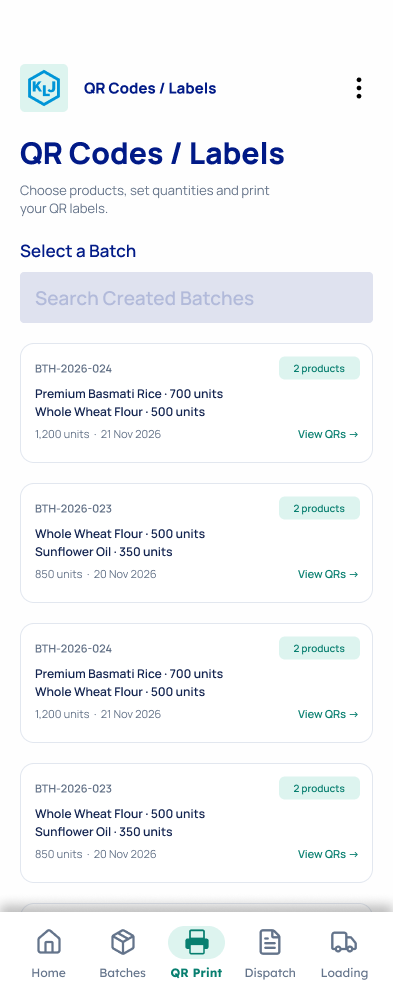 KLJ
QR Codes / Labels
QR Codes / Labels
Choose products, set quantities and print
your QR labels.
Select a Batch
Search Created Batches
BTH-2026-024
2 products
Premium Basmati Rice · 700 units
Whole Wheat Flour · 500 units
1,200 units · 21 Nov 2026
View QRs →
BTH-2026-023
2 products
Whole Wheat Flour · 500 units
Sunflower Oil · 350 units
850 units · 20 Nov 2026
View QRs →
BTH-2026-024
2 products
Premium Basmati Rice · 700 units
Whole Wheat Flour · 500 units
1,200 units · 21 Nov 2026
View QRs →
BTH-2026-023
2 products
Whole Wheat Flour · 500 units
Sunflower Oil · 350 units
850 units · 20 Nov 2026
View QRs →
Home
Batches
QR Print
Dispatch
Loading